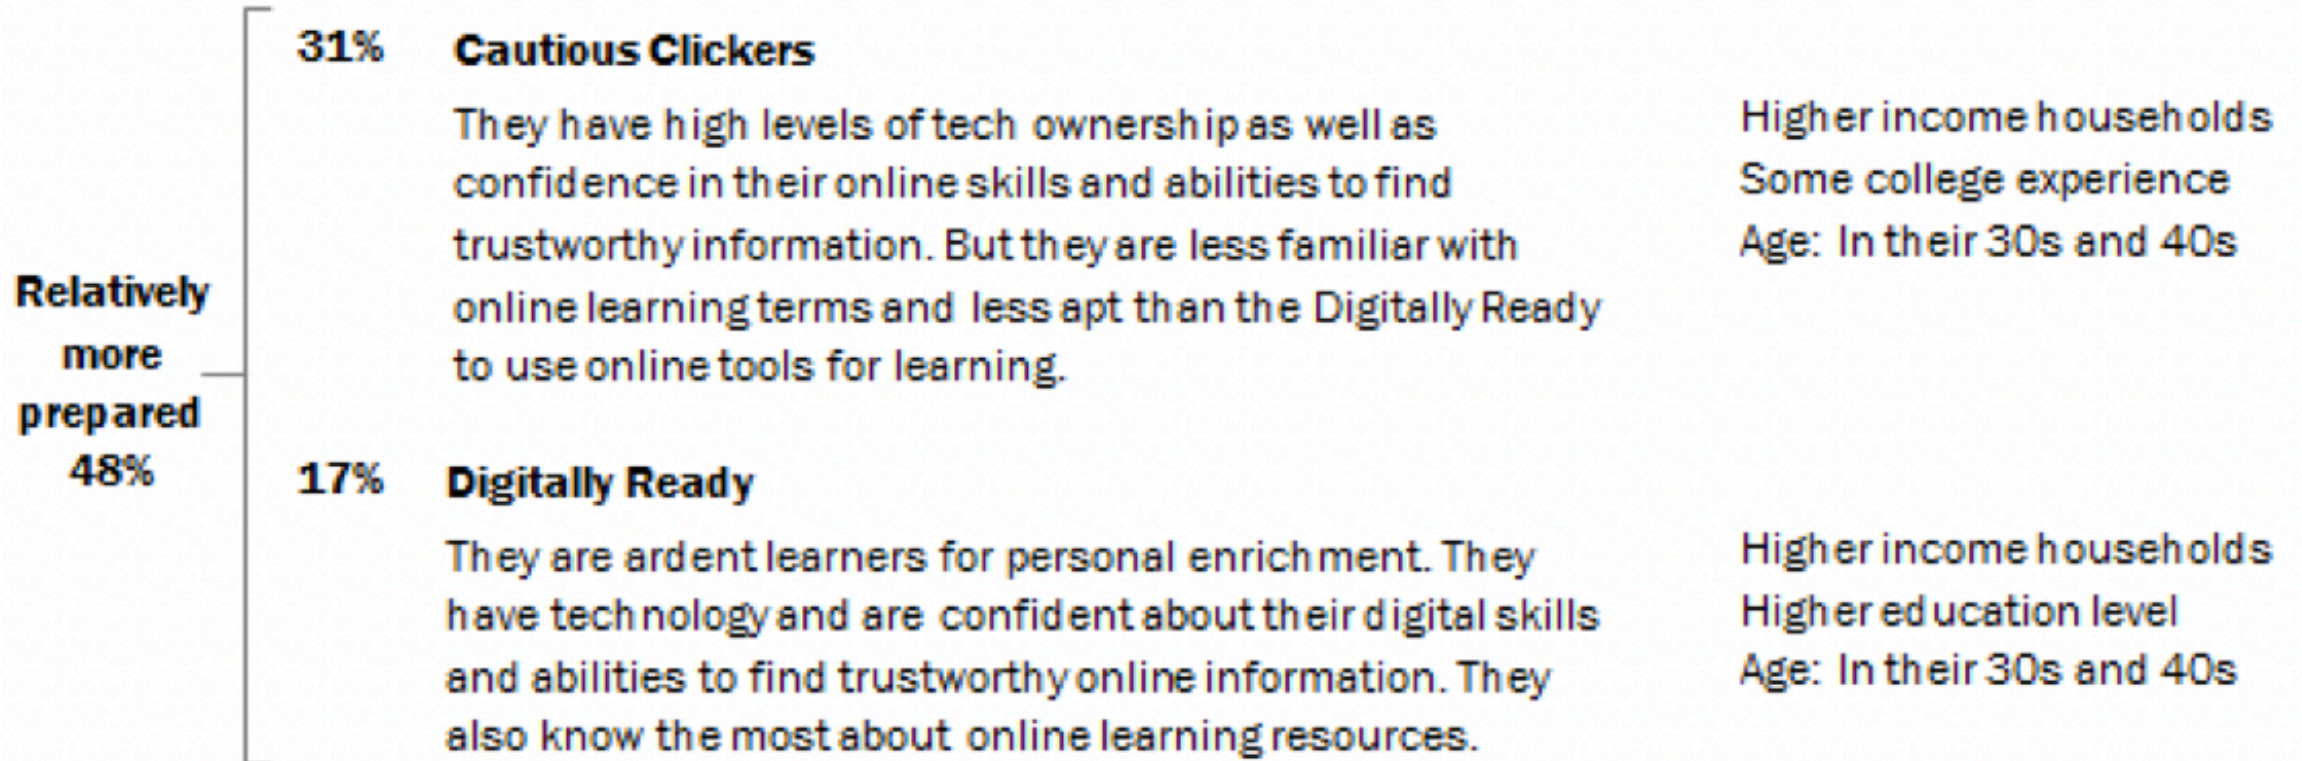 Relatively
more
prepared
48%
31%
Cautious Clickers
They have high levels of tech ownership as well as
confidence in their online skills and abilities to find
trustworthy information. But they are less familiar with
online learning terms and less apt than the Digitally Ready
to use online tools for learning.
Higher income households
Some college experience
Age: In their 30s and 40s
17%
Digitally Ready
They are ardent learners for personal enrichment. They
have technology and are confident about their digital skills
and abilities to find trustworthy online information. They
also know the most about online learning resources.
Higher income households
Higher education level
Age: In their 30s and 40s